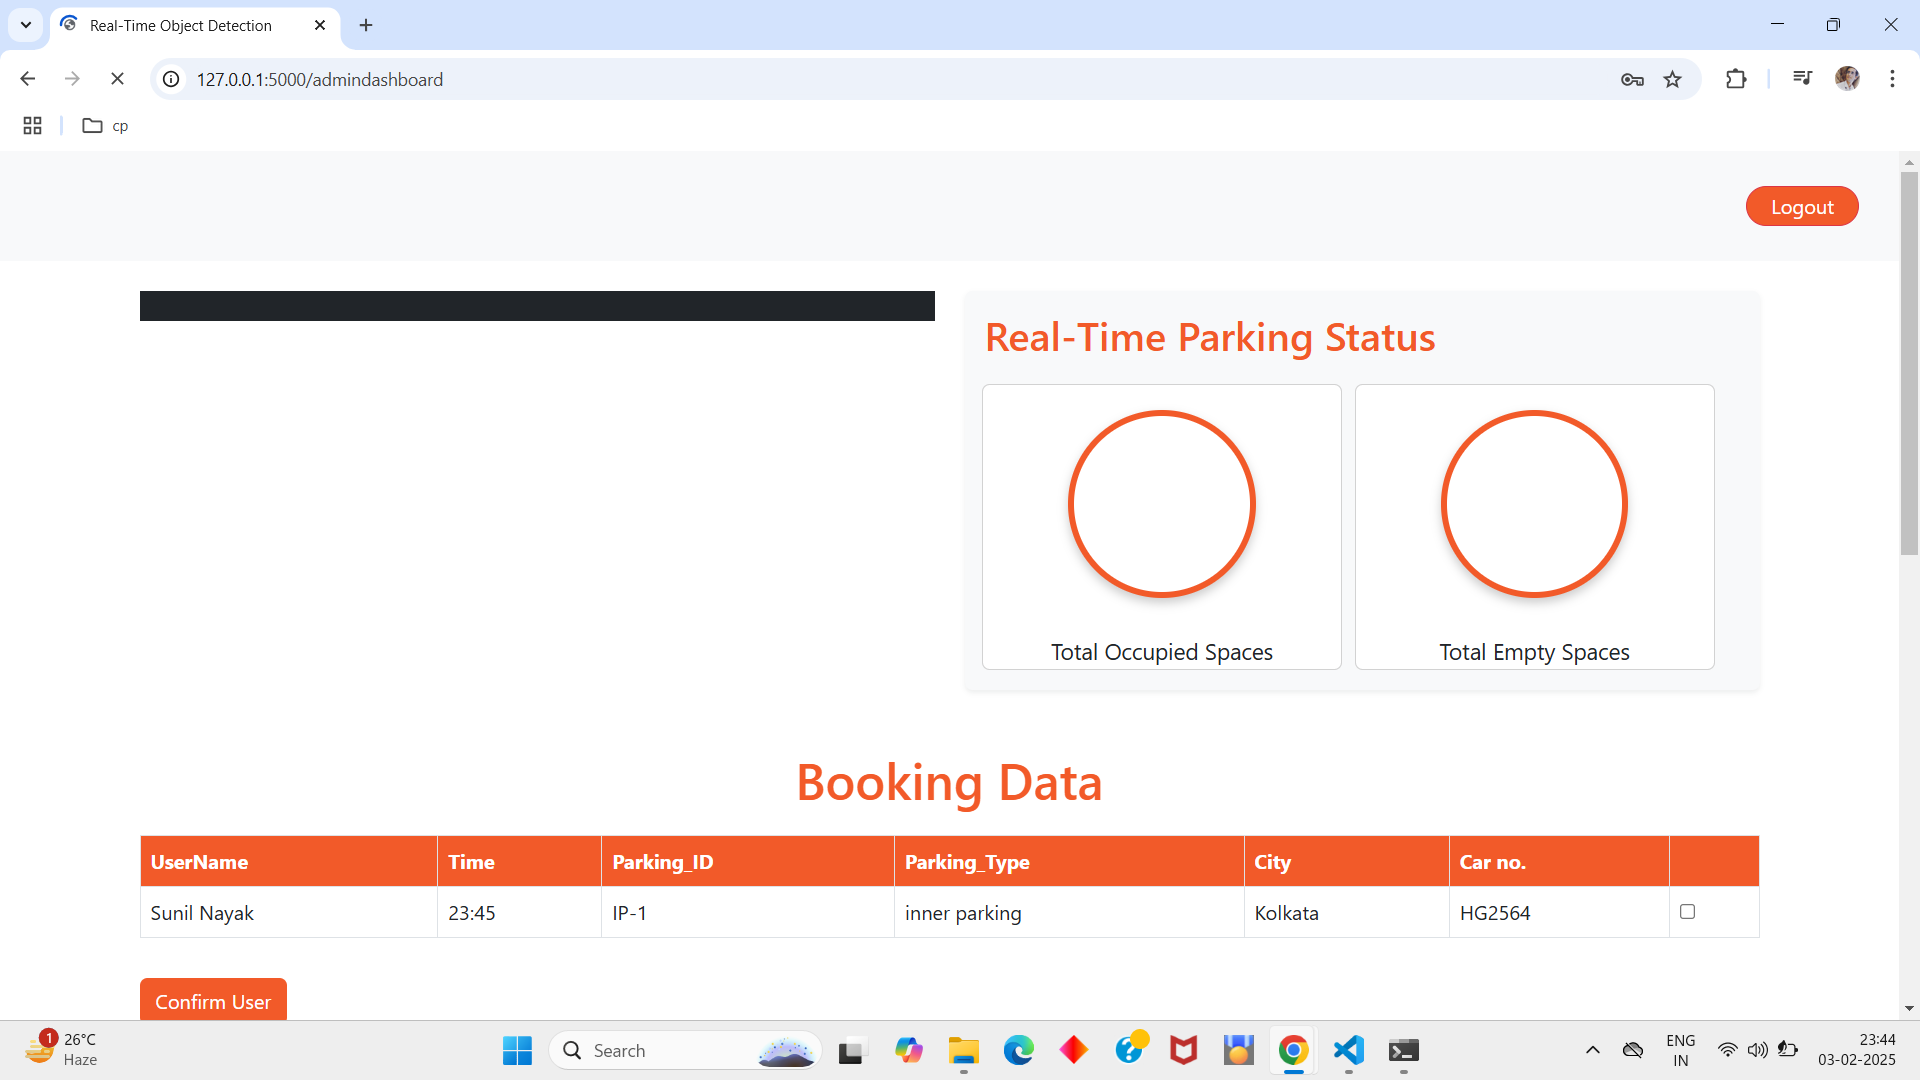 Real-Time Object Detection
127.0.0.1:5000/admindashboard
cp
Logout
Real-Time Parking Status
Total Occupied Spaces
Total Empty Spaces
Booking Data
UserName Time Parking_ID Parking_Type City Car no.
Sunil Nayak 23:45 IP-1 inner parking Kolkata HG2564
Confirm User
1
26°C
Haze
Search
ENG
IN
23:44
03-02-2025